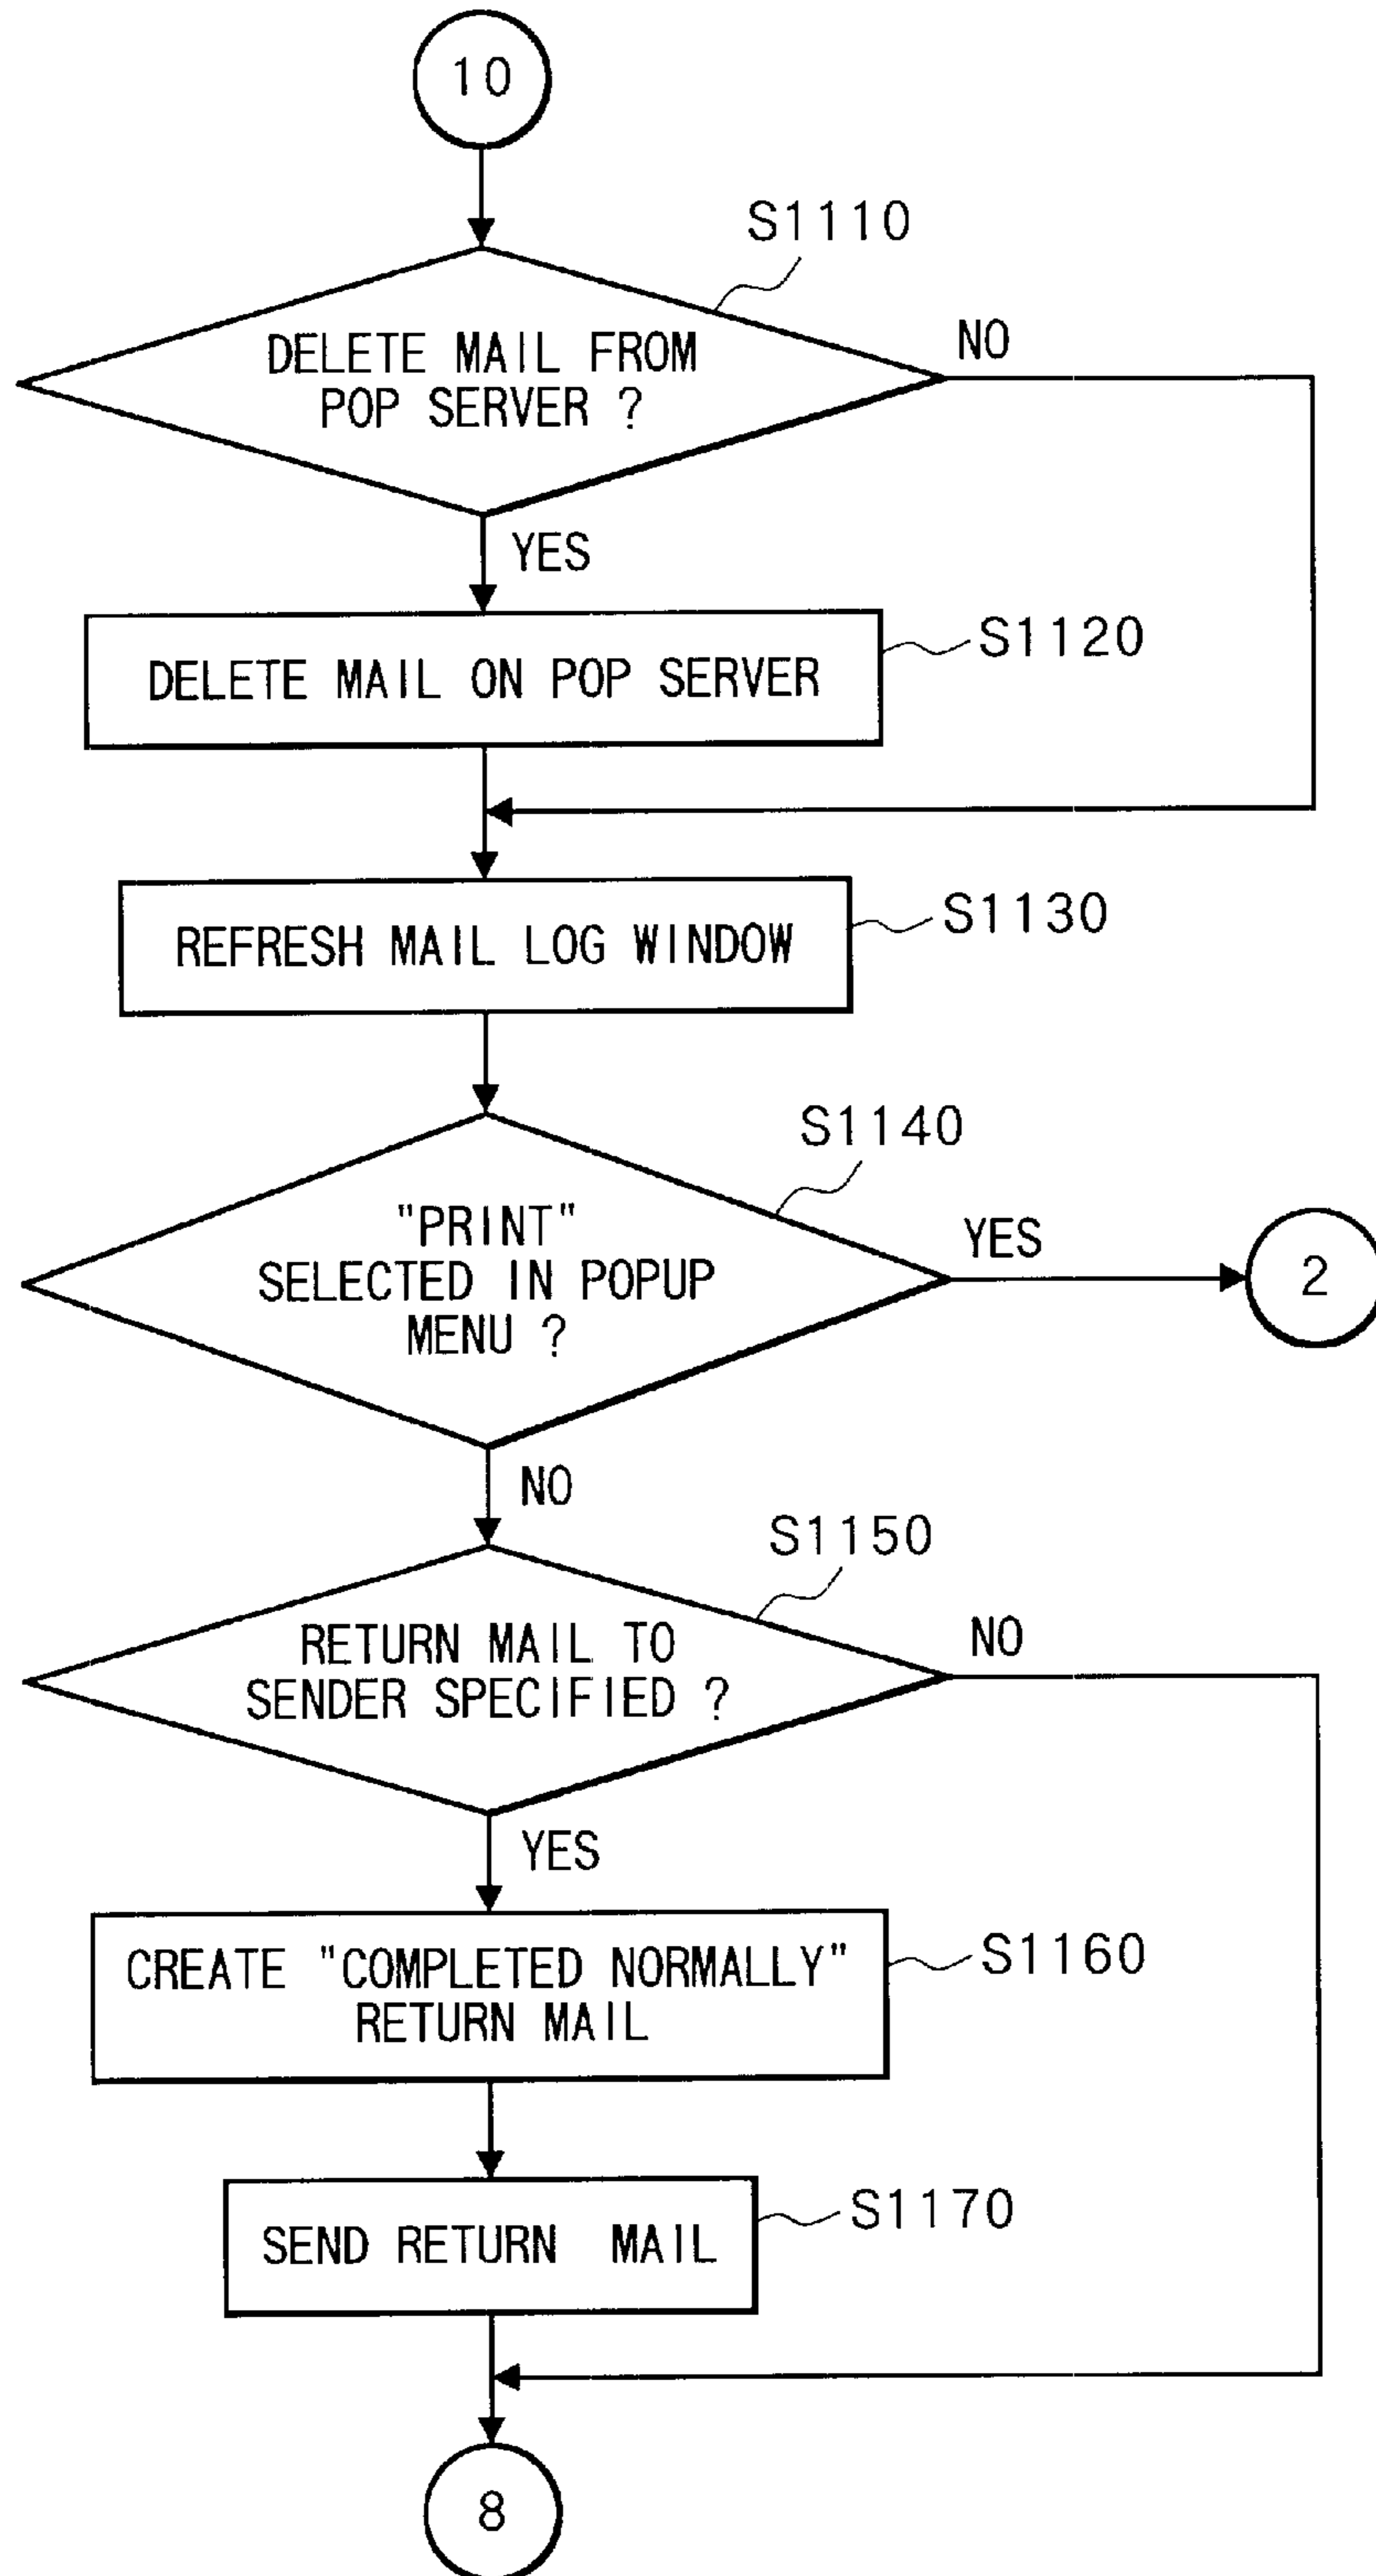 10
S1110
DELETE MAIL FROM
POP SERVER ?
NO
YES
DELETE MAIL ON POP SERVER
S1120
REFRESH MAIL LOG WINDOW
S1130
S1140
"PRINT"
SELECTED IN POPUP
MENU ?
YES
2
NO
S1150
RETURN MAIL TO
SENDER SPECIFIED ?
NO
YES
CREATE "COMPLETED NORMALLY"
RETURN MAIL
S1160
SEND RETURN MAIL
S1170
8